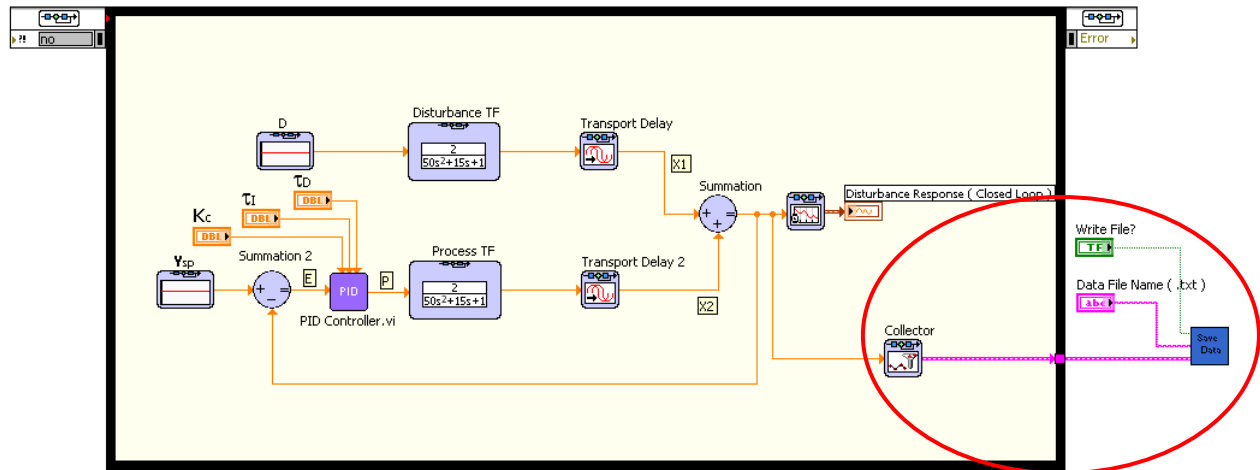 ?! no
Error
D
Disturbance TF
2
50s²+15s+1
Transport Delay
X1
τD
DBL
τI
DBL
Kc
DBL
Summation
+
+ =
Disturbance Response ( Closed Loop )
Write File?
TF
Ysp
Summation 2
+ =
−
E
PID
PID Controller.vi
P
Process TF
2
50s²+15s+1
Transport Delay 2
X2
Data File Name ( .txt )
abc
Collector
Save
Data